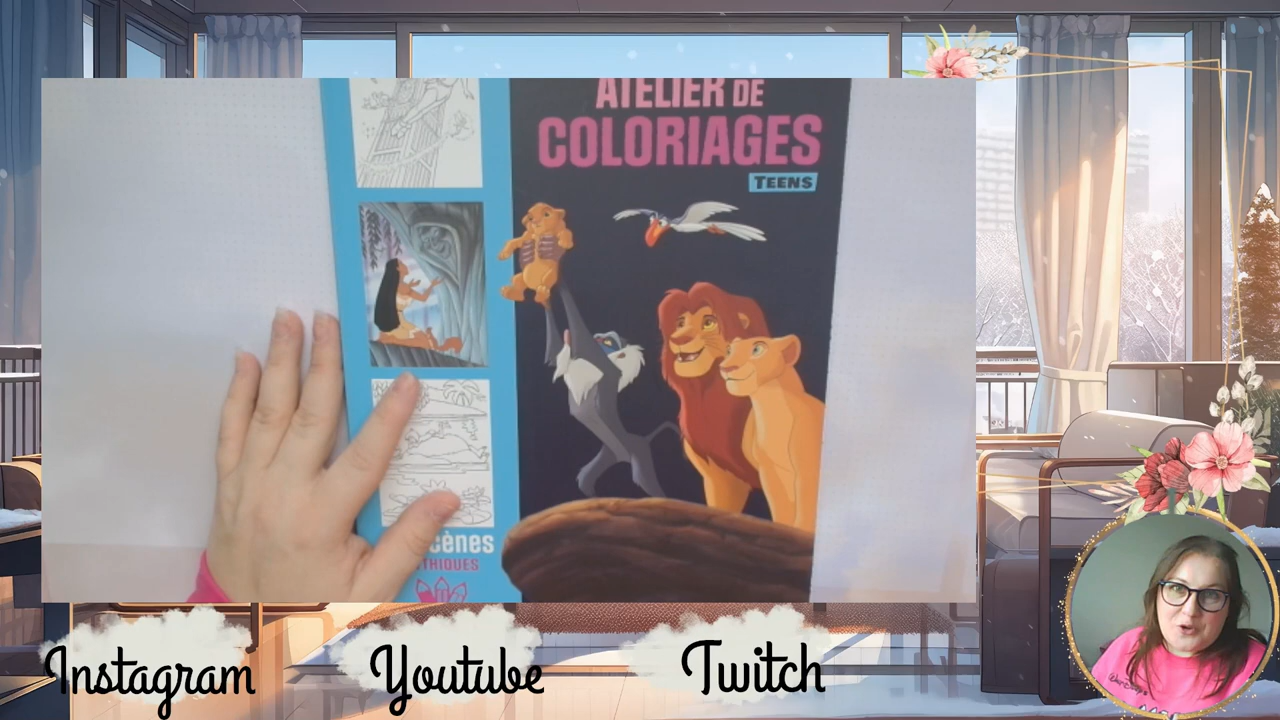 ATELIER DE
COLORIAGES
TEENS
Instagram
Youtube
Twitch